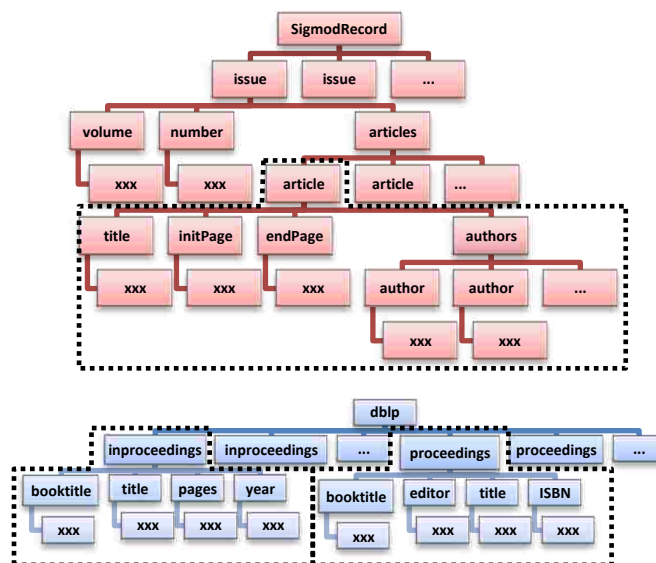 SigmodRecord
issue issue ...
volume number articles
xxx xxx article article ...
title initPage endPage authors
xxx xxx xxx author author ...
xxx xxx
dblp
inproceedings inproceedings ... proceedings proceedings ...
booktitle title pages year booktitle editor title ISBN
xxx xxx xxx xxx xxx xxx xxx xxx